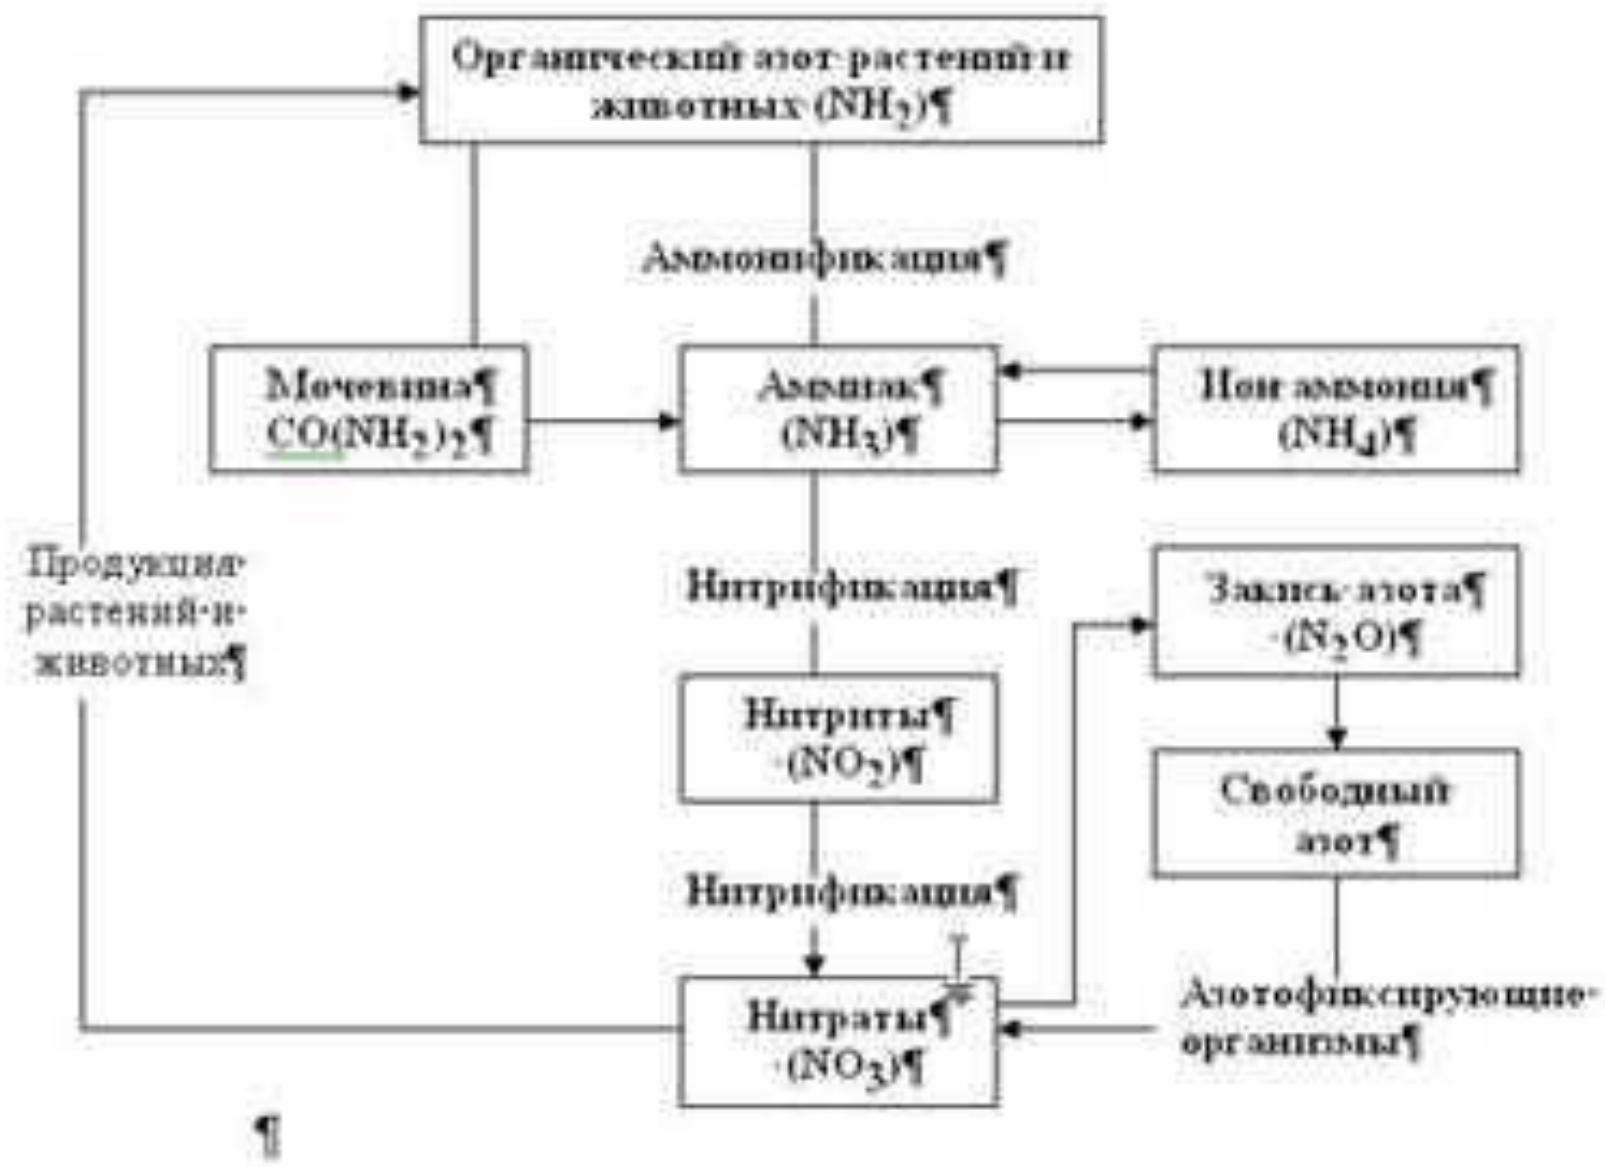 Органический азот растений и
животных (NH2)¶
Аммонификация¶
Мочевина¶
CO(NH2)2¶
Аммиак¶
(NH3)¶
Ион аммония¶
(NH4)¶
Продукция·
растений·и·
животных¶
Нитрификация¶
Закись·азота¶
·(N2O)¶
Нитриты¶
·(NO2)¶
Свободный
азот¶
Нитрификация¶
Азотофиксирующие·
организмы¶
Нитраты¶
·(NO3)¶
¶